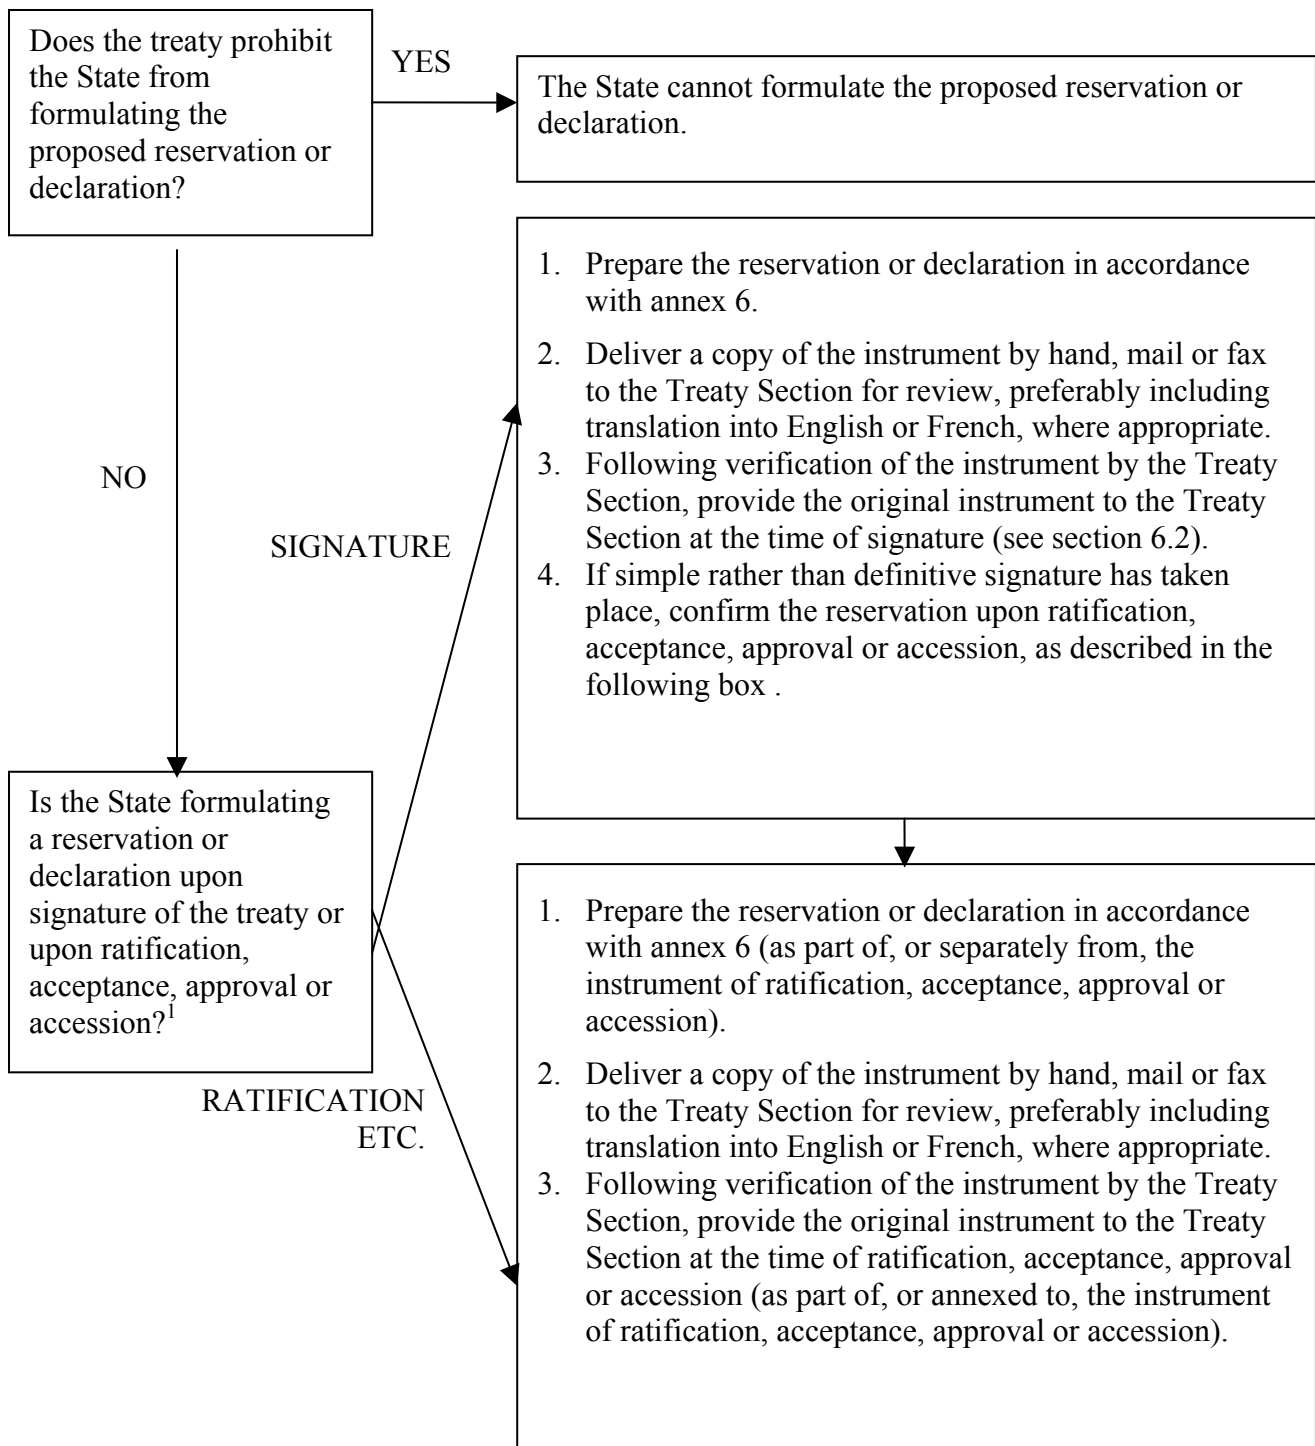 Does the treaty prohibit
the State from
formulating the
proposed reservation or
declaration?
YES
The State cannot formulate the proposed reservation or
declaration.
NO
SIGNATURE
1. Prepare the reservation or declaration in accordance
with annex 6.
2. Deliver a copy of the instrument by hand, mail or fax
to the Treaty Section for review, preferably including
translation into English or French, where appropriate.
3. Following verification of the instrument by the Treaty
Section, provide the original instrument to the Treaty
Section at the time of signature (see section 6.2).
4. If simple rather than definitive signature has taken
place, confirm the reservation upon ratification,
acceptance, approval or accession, as described in the
following box .
Is the State formulating
a reservation or
declaration upon
signature of the treaty or
upon ratification,
acceptance, approval or
accession?1
RATIFICATION
ETC.
1. Prepare the reservation or declaration in accordance
with annex 6 (as part of, or separately from, the
instrument of ratification, acceptance, approval or
accession).
2. Deliver a copy of the instrument by hand, mail or fax
to the Treaty Section for review, preferably including
translation into English or French, where appropriate.
3. Following verification of the instrument by the Treaty
Section, provide the original instrument to the Treaty
Section at the time of ratification, acceptance, approval
or accession (as part of, or annexed to, the instrument
of ratification, acceptance, approval or accession).